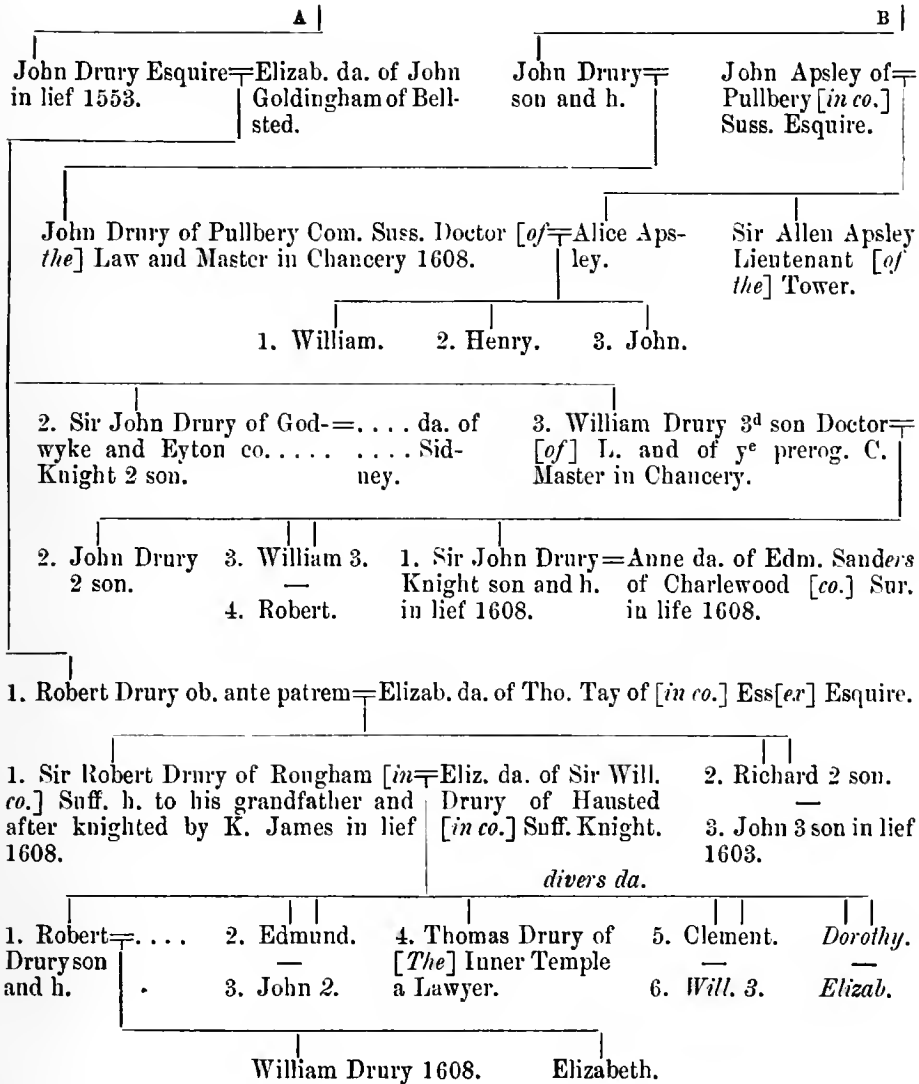 A B
John Drury Esquire=Elizab. da. of John
in lief 1553. Goldingham of Bell-
sted.
John Drury=
son and h.
John Apsley of=
Pullbery [in co.]
Suss. Esquire.
John Drury of Pullbery Com. Suss. Doctor [of=Alice Aps-
the] Law and Master in Chancery 1608. ley.
Sir Allen Apsley
Lieutenant [of
the] Tower.
1. William. 2. Henry. 3. John.
2. Sir John Drury of God-=. . . . da. of
wyke and Eyton co. . . . . . . . . Sid-
Knight 2 son. ney.
3. William Drury 3d son Doctor=
[of] L. and of ye prerog. C.
Master in Chancery.
2. John Drury
2 son.
3. William 3.
—
4. Robert.
1. Sir John Drury=Anne da. of Edm. Sanders
Knight son and h. of Charlewood [co.] Sur.
in lief 1608. in life 1608.
1. Robert Drury ob. ante patrem=Elizab. da. of Tho. Tay of [in co.] Ess[ex] Esquire.
1. Sir Robert Drury of Rougham [in=Eliz. da. of Sir Will.
co.] Suff. h. to his grandfather and Drury of Hausted
after knighted by K. James in lief [in co.] Suff. Knight.
1608.
2. Richard 2 son.
—
3. John 3 son in lief
1603.
divers da.
1. Robert=. . . .
Drury son
and h.
2. Edmund.
—
3. John 2.
4. Thomas Drury of
[The] Inner Temple
a Lawyer.
5. Clement.
—
6. Will. 3.
Dorothy.
—
Elizab.
William Drury 1608. Elizabeth.